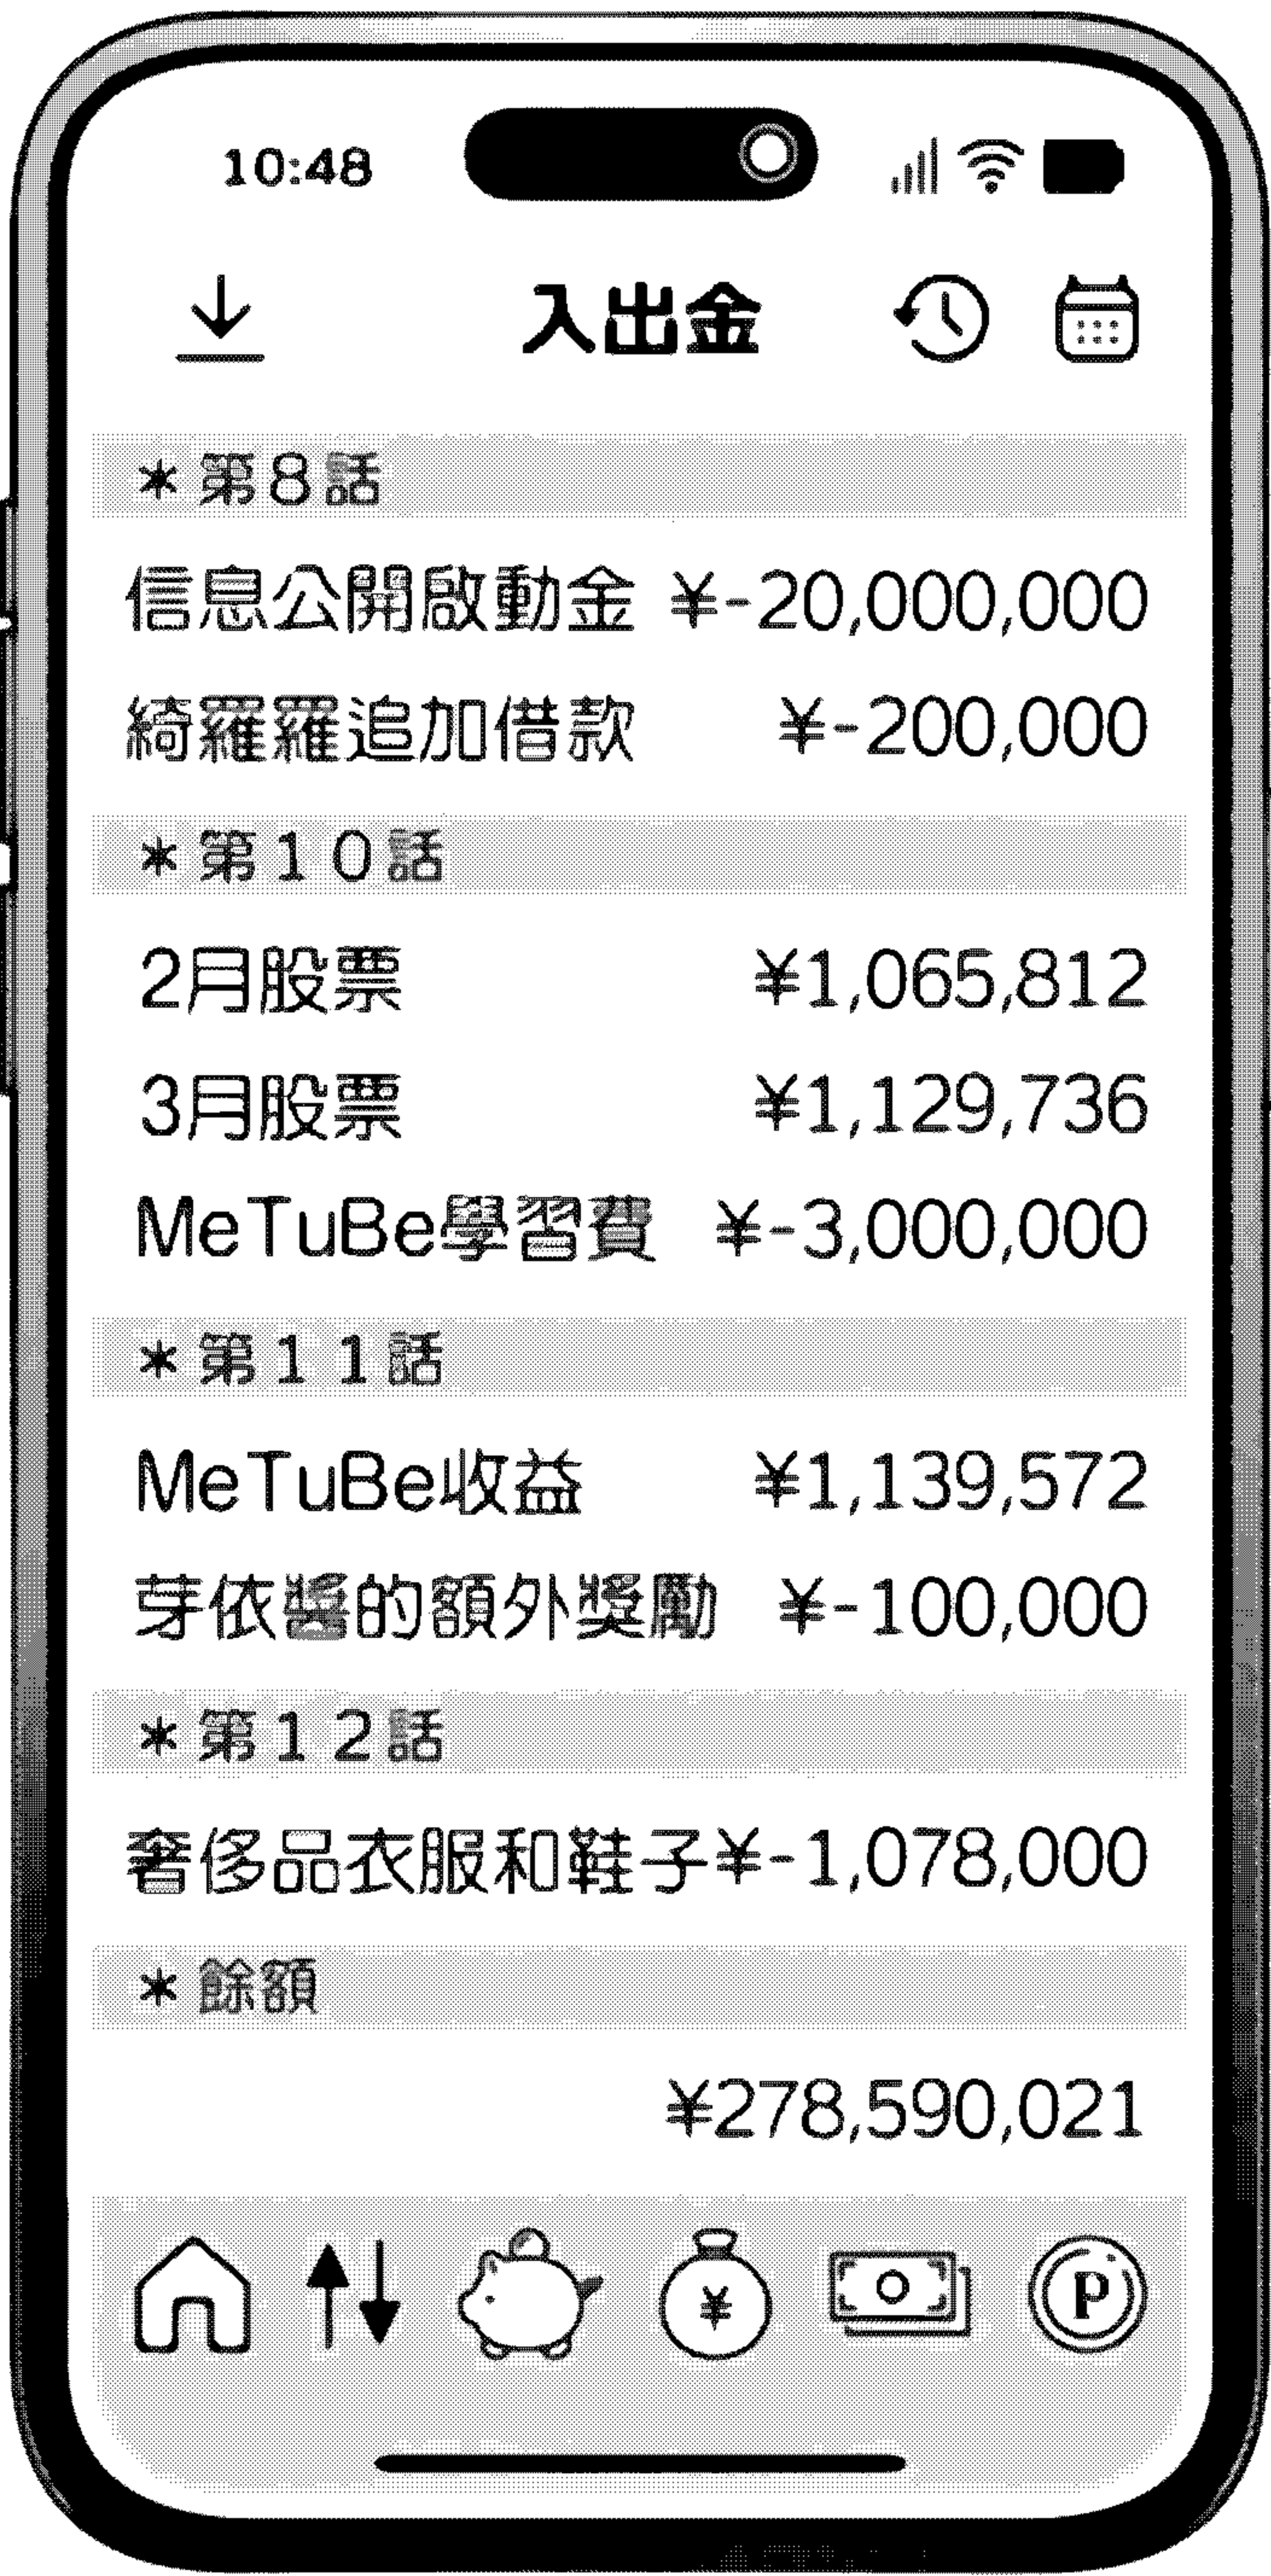 10:48
入出金
*第8話
信息公開啟動金 ¥-20,000,000
綺羅羅追加借款 ¥-200,000
*第10話
2月股票 ¥1,065,812
3月股票 ¥1,129,736
MeTuBe學習費 ¥-3,000,000
*第11話
MeTuBe收益 ¥1,139,572
芽依醬的額外獎勵 ¥-100,000
*第12話
奢侈品衣服和鞋子¥-1,078,000
*餘額
¥278,590,021
¥
P